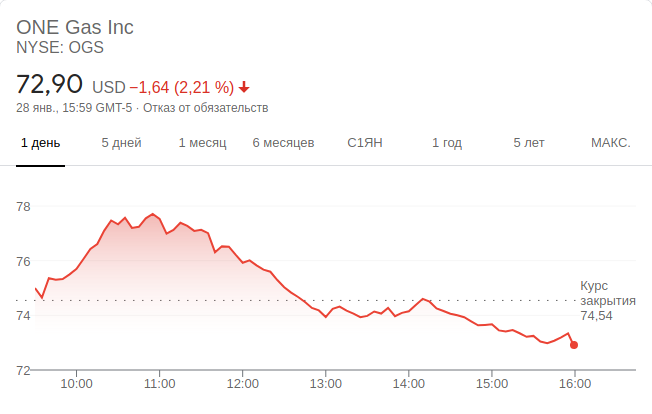 ONE Gas Inc
NYSE: OGS
72,90 USD −1,64 (2,21 %)
28 янв., 15:59 GMT-5 · Отказ от обязательств
1 день 5 дней 1 месяц 6 месяцев С1ЯН 1 год 5 лет МАКС.
78
76
Курс
закрытия
74 74,54
72
10:00 11:00 12:00 13:00 14:00 15:00 16:00